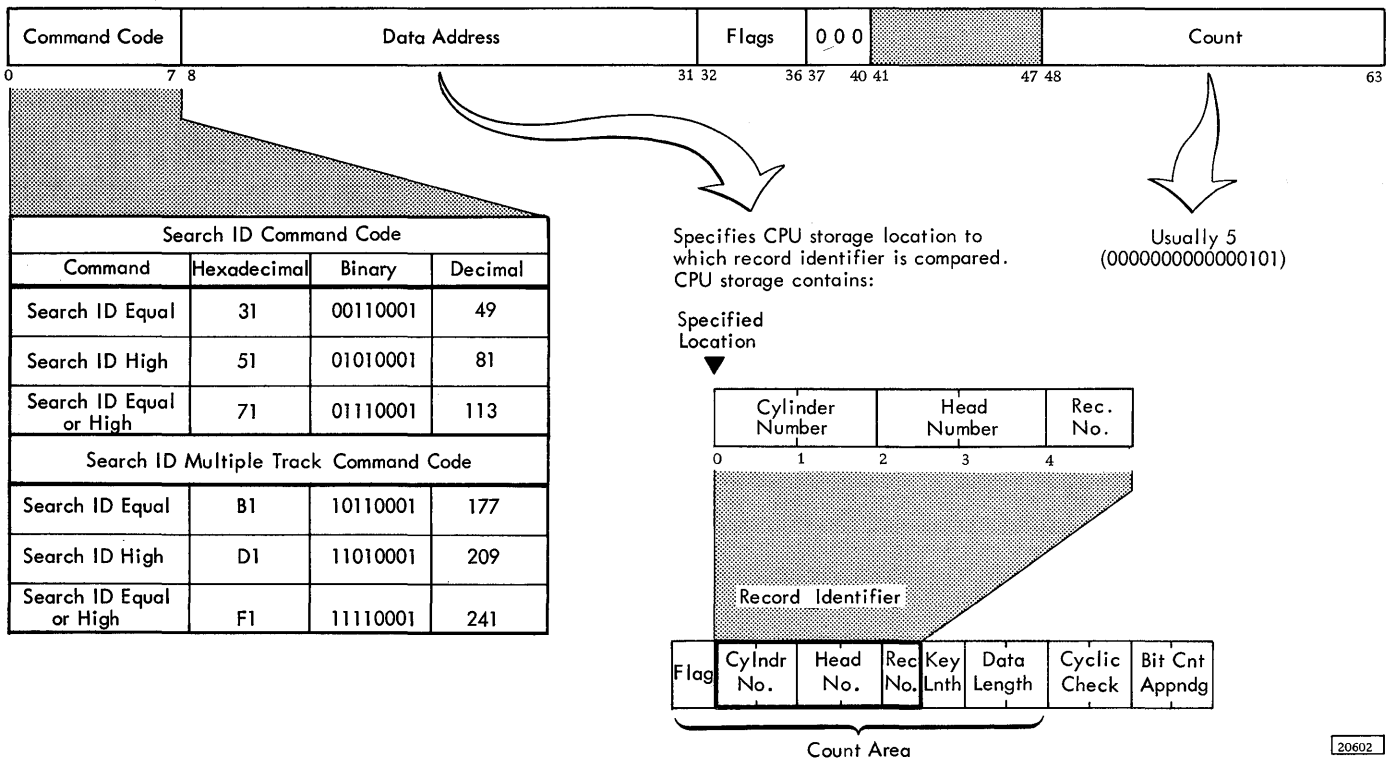 Command Code Data Address Flags 0 0 0 Count
0 7 8 31 32 36 37 40 41 47 48 63
Search ID Command Code
Command Hexadecimal Binary Decimal
Search ID Equal 31 00110001 49
Search ID High 51 01010001 81
Search ID Equal
or High 71 01110001 113
Search ID Multiple Track Command Code
Search ID Equal B1 10110001 177
Search ID High D1 11010001 209
Search ID Equal
or High F1 11110001 241
Specifies CPU storage location to
which record identifier is compared.
CPU storage contains:
Usually 5
(0000000000000101)
Specified
Location
Cylinder Head Rec.
Number Number No.
0 1 2 3 4
Record Identifier
Flag Cylndr Head Rec Key Data Cyclic Bit Cnt
No. No. No. Lnth Length Check Appndg
Count Area
20602